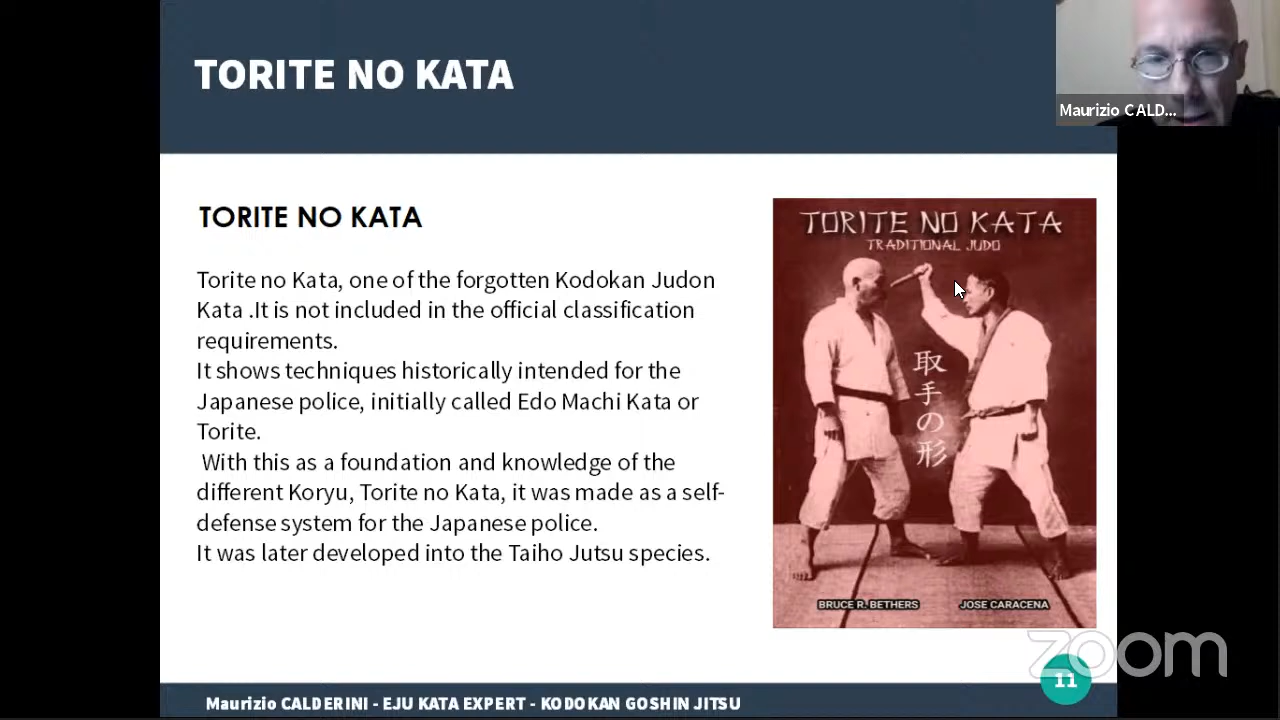 TORITE NO KATA
Maurizio CALD...
TORITE NO KATA
Torite no Kata, one of the forgotten Kodokan Judon
Kata .It is not included in the official classification
requirements.
It shows techniques historically intended for the
Japanese police, initially called Edo Machi Kata or
Torite.
With this as a foundation and knowledge of the
different Koryu, Torite no Kata, it was made as a self-
defense system for the Japanese police.
It was later developed into the Taiho Jutsu species.
TORITE NO KATA
TRADITIONAL JUDO
取手の形
BRUCE R. BETHERS
JOSE CARACENA
zoom
11
Maurizio CALDERINI - EJU KATA EXPERT - KODOKAN GOSHIN JITSU